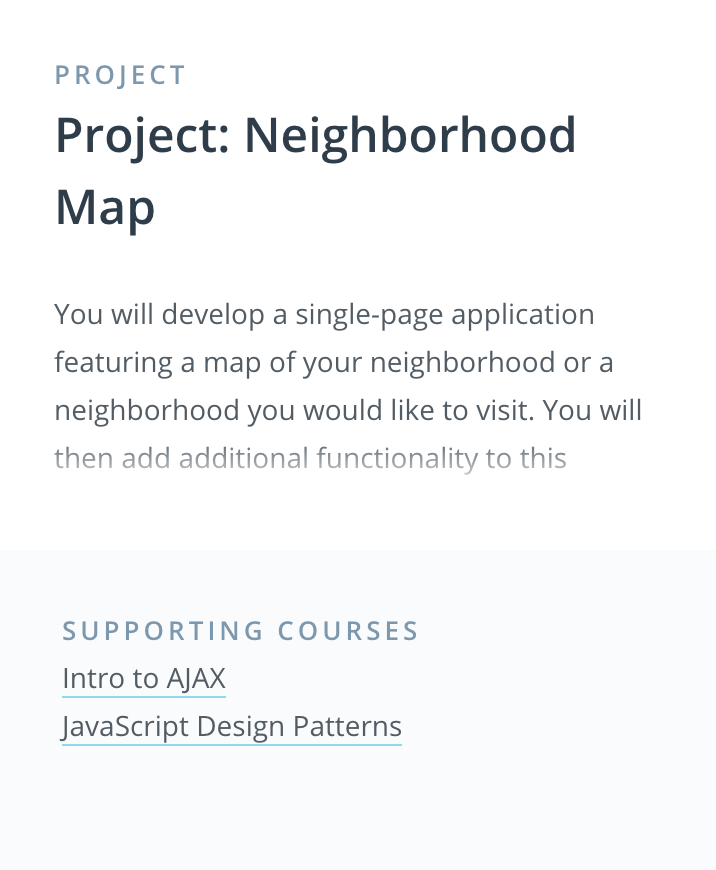 PROJECT
Project: Neighborhood
Map
You will develop a single-page application
featuring a map of your neighborhood or a
neighborhood you would like to visit. You will
then add additional functionality to this
SUPPORTING COURSES
Intro to AJAX
JavaScript Design Patterns